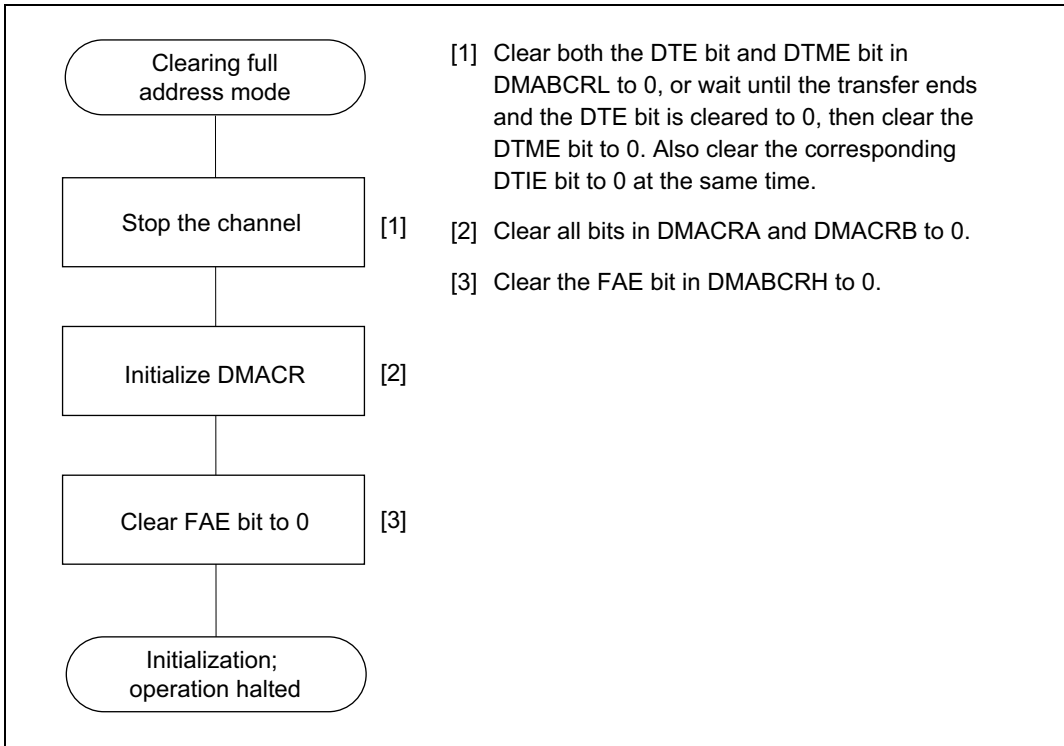 Clearing full
address mode
Stop the channel
[1]
Initialize DMACR
[2]
Clear FAE bit to 0
[3]
Initialization;
operation halted
[1] Clear both the DTE bit and DTME bit in
DMABCRL to 0, or wait until the transfer ends
and the DTE bit is cleared to 0, then clear the
DTME bit to 0. Also clear the corresponding
DTIE bit to 0 at the same time.
[2] Clear all bits in DMACRA and DMACRB to 0.
[3] Clear the FAE bit in DMABCRH to 0.